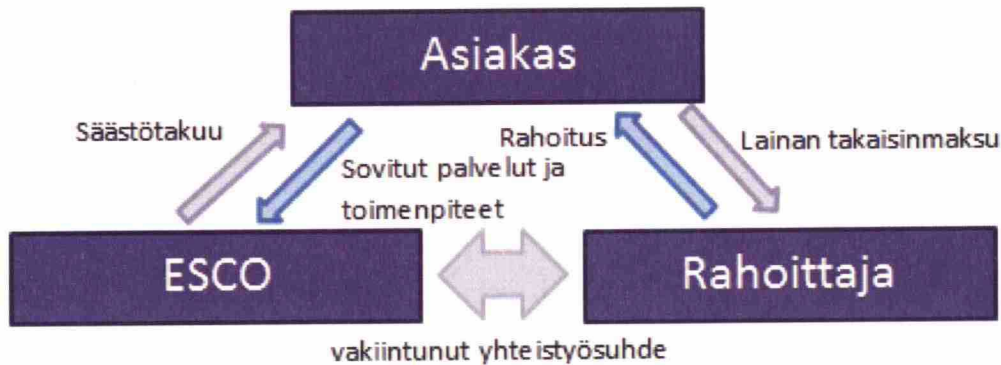 Asiakas
Säästötakuu
Rahoitus
Lainan takaisinmaksu
Sovitut palvelut ja
toimenpiteet
ESCO
Rahoittaja
vakiintunut yhteistyösuhde